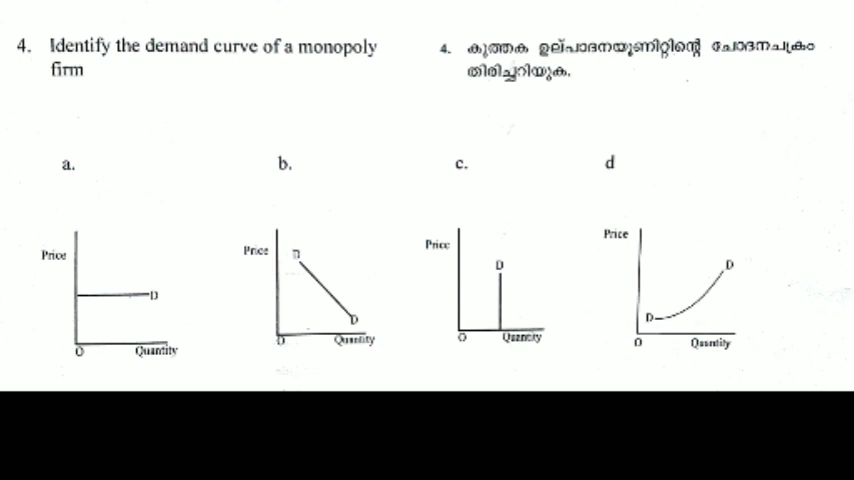 4. Identify the demand curve of a monopoly
firm
4. കുത്തക ഉല്പാദനയൂണിറ്റിന്റെ ചോദനചക്രം
തിരിച്ചറിയുക.
a. b. c. d
Price D O Quantity
Price D D O Quantity
Price D O Quantity
Price D D O Quantity